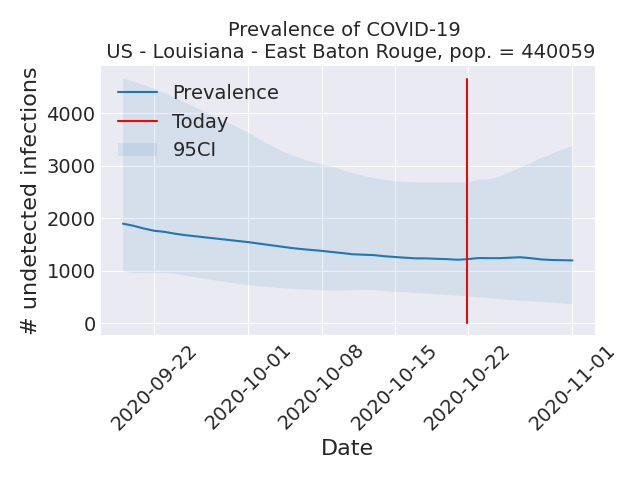 Prevalence of COVID-19
US - Louisiana - East Baton Rouge, pop. = 440059
# undetected infections
4000
3000
2000
1000
0
Prevalence
Today
95CI
2020-09-22
2020-10-01
2020-10-08
2020-10-15
2020-10-22
2020-11-01
Date